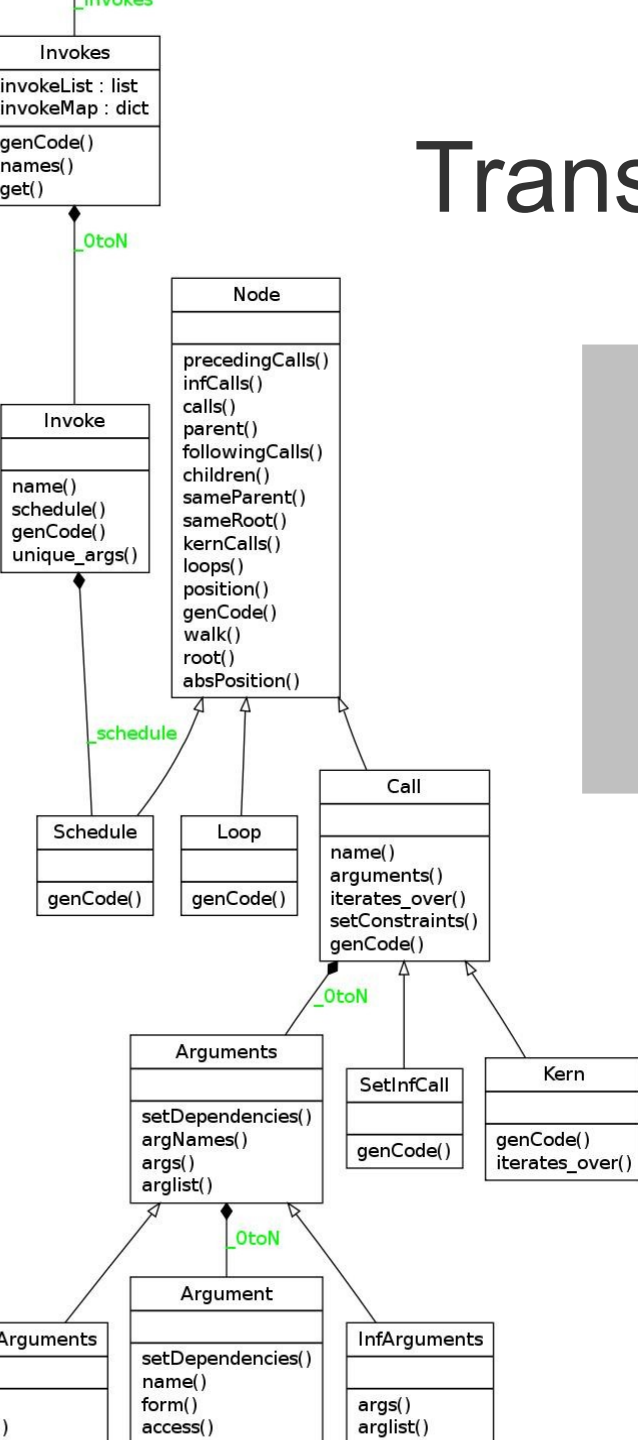 _invokes
Invokes
invokeList : list
invokeMap : dict
genCode()
names()
get()
Trans
_0toN
Node
precedingCalls()
infCalls()
calls()
parent()
followingCalls()
children()
sameParent()
sameRoot()
kernCalls()
loops()
position()
genCode()
walk()
root()
absPosition()
Invoke
name()
schedule()
genCode()
unique_args()
_schedule
Schedule
genCode()
Loop
genCode()
Call
name()
arguments()
iterates_over()
setConstraints()
genCode()
_0toN
Arguments
setDependencies()
argNames()
args()
arglist()
SetInfCall
genCode()
Kern
genCode()
iterates_over()
_0toN
Arguments
)
Argument
setDependencies()
name()
form()
access()
InfArguments
args()
arglist()